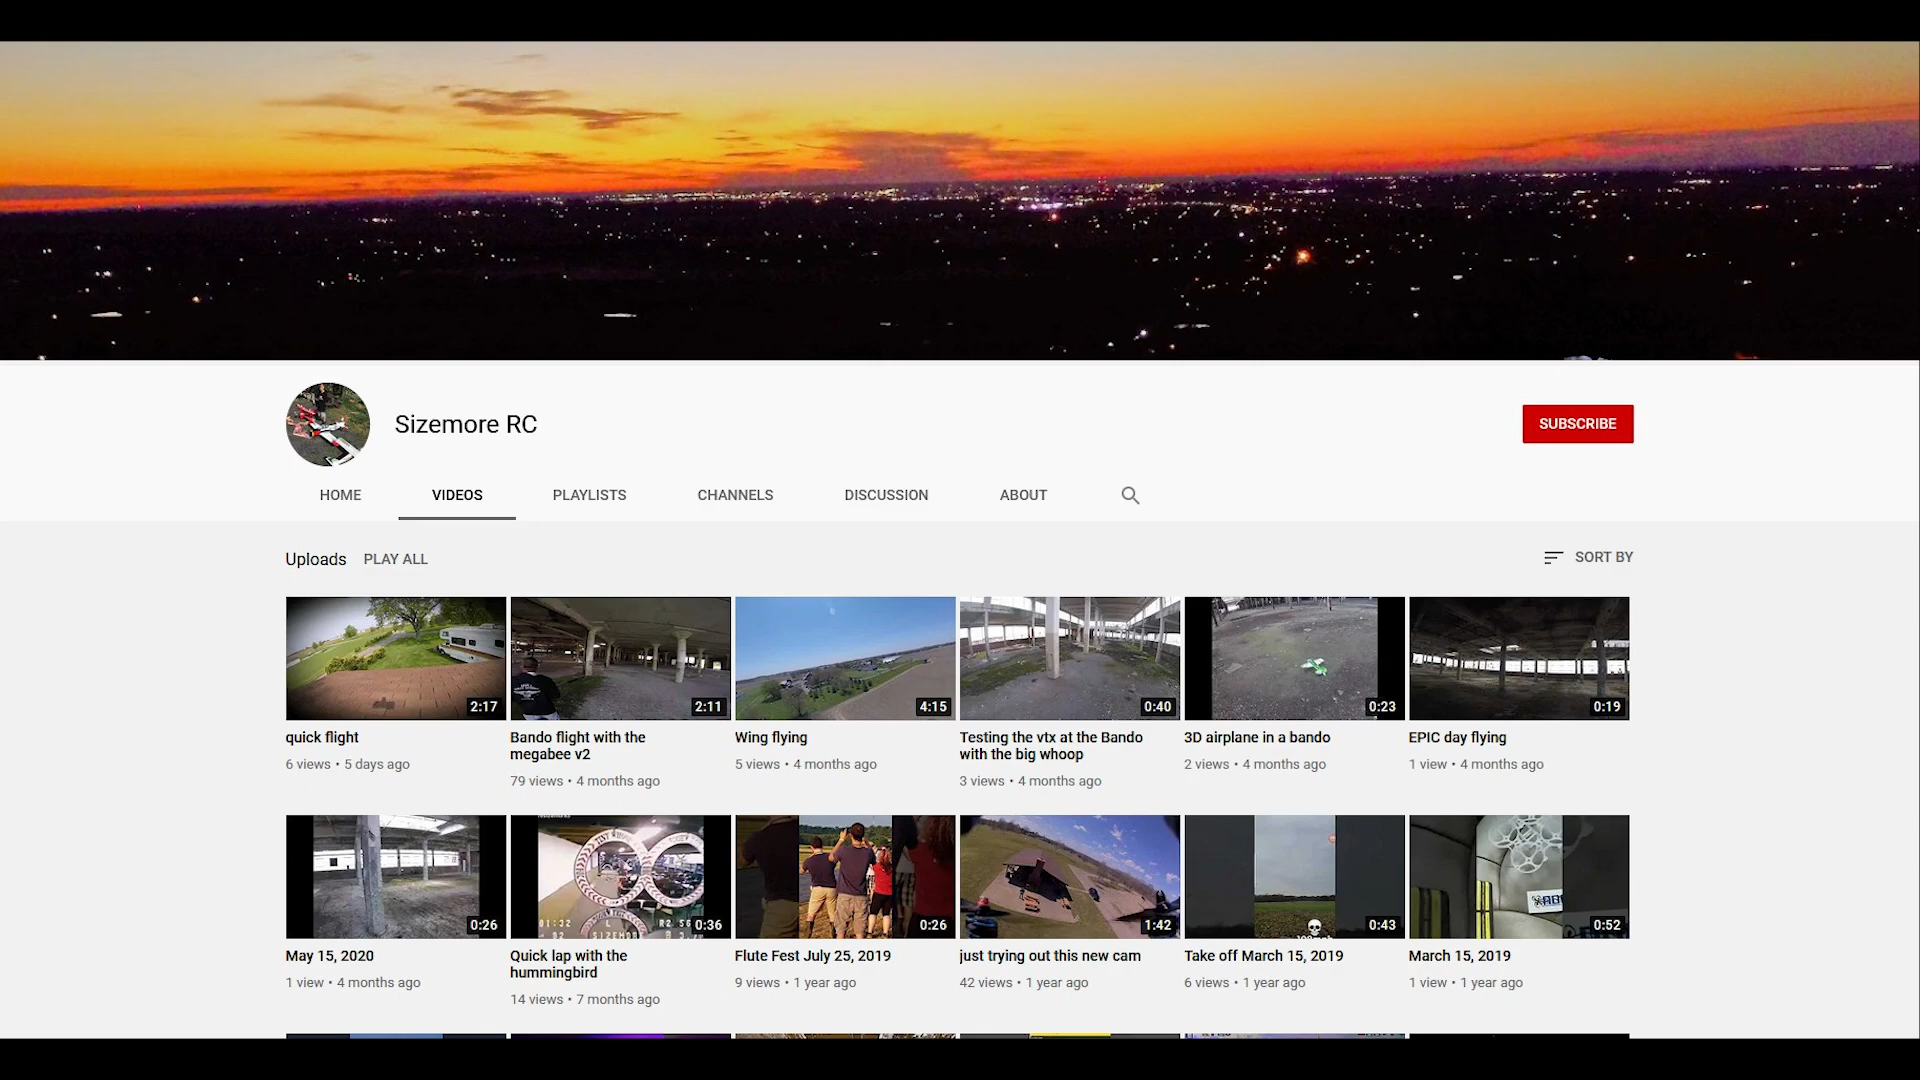 Sizemore RC
SUBSCRIBE
HOME VIDEOS PLAYLISTS CHANNELS DISCUSSION ABOUT
Uploads PLAY ALL
SORT BY
2:17
quick flight
6 views • 5 days ago
2:11
Bando flight with the
megabee v2
79 views • 4 months ago
4:15
Wing flying
5 views • 4 months ago
0:40
Testing the vtx at the Bando
with the big whoop
3 views • 4 months ago
0:23
3D airplane in a bando
2 views • 4 months ago
0:19
EPIC day flying
1 view • 4 months ago
0:26
May 15, 2020
1 view • 4 months ago
0:36
Quick lap with the
hummingbird
14 views • 7 months ago
0:26
Flute Fest July 25, 2019
9 views • 1 year ago
1:42
just trying out this new cam
42 views • 1 year ago
0:43
Take off March 15, 2019
6 views • 1 year ago
0:52
March 15, 2019
1 view • 1 year ago